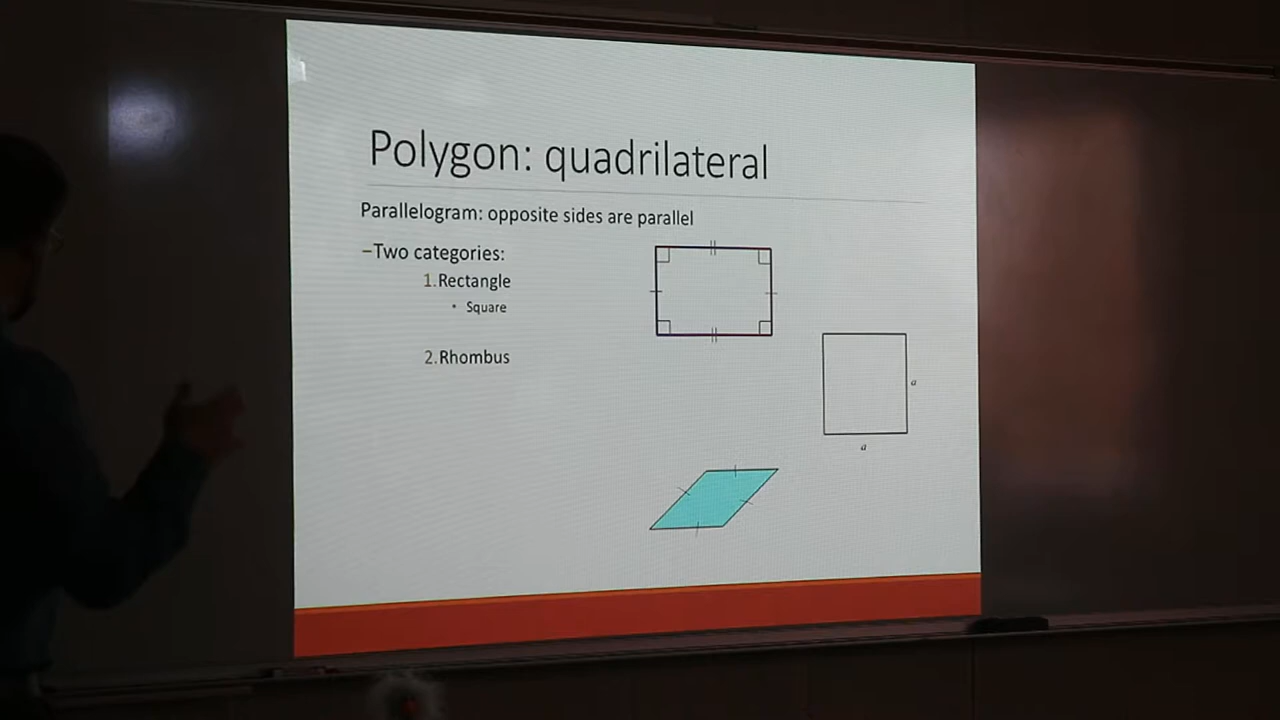 Polygon: quadrilateral
Parallelogram: opposite sides are parallel
–Two categories:
1.Rectangle
• Square
2.Rhombus
a
a